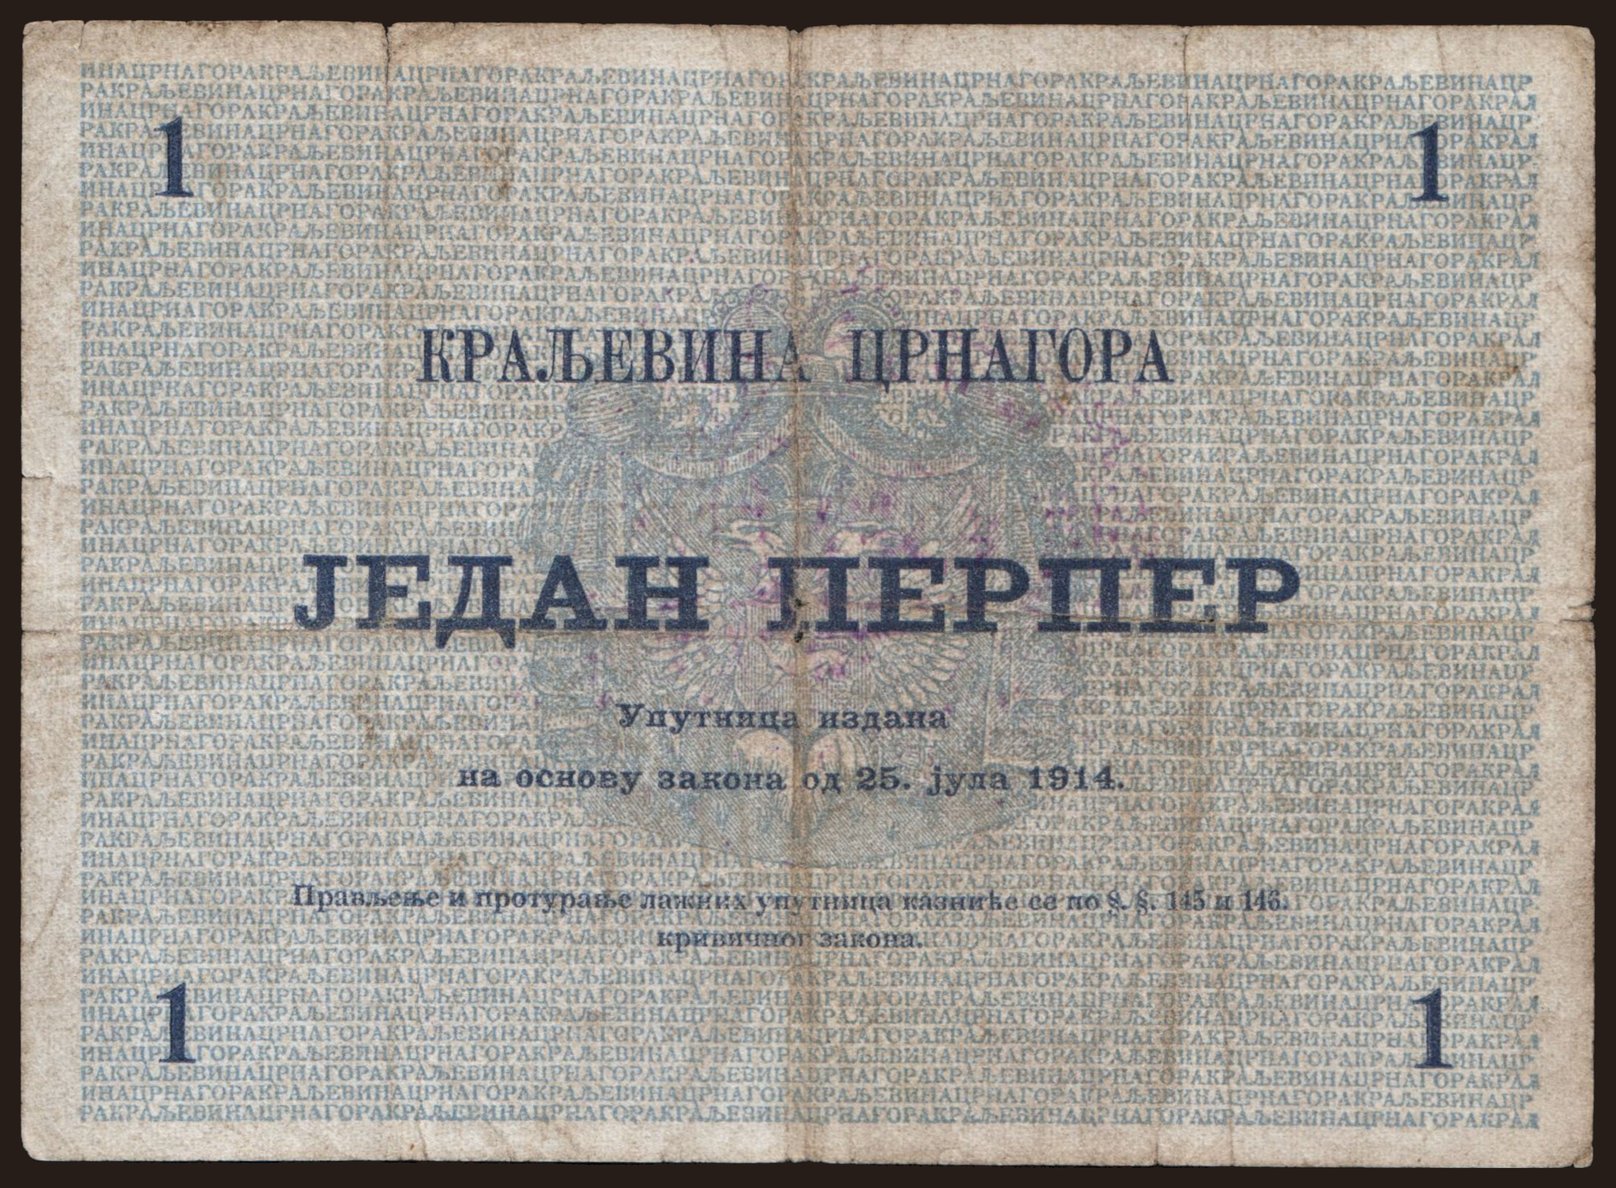 1 1
КРАЉЕВИНА ЦРНАГОРА
ЈЕДАН ПЕРПЕР
Упутница издана
на основу закона од 25. јула 1914.
Прављење и протурање лажних упутница казниће се по §. §. 145 и 146.
кривичног закона.
1 1